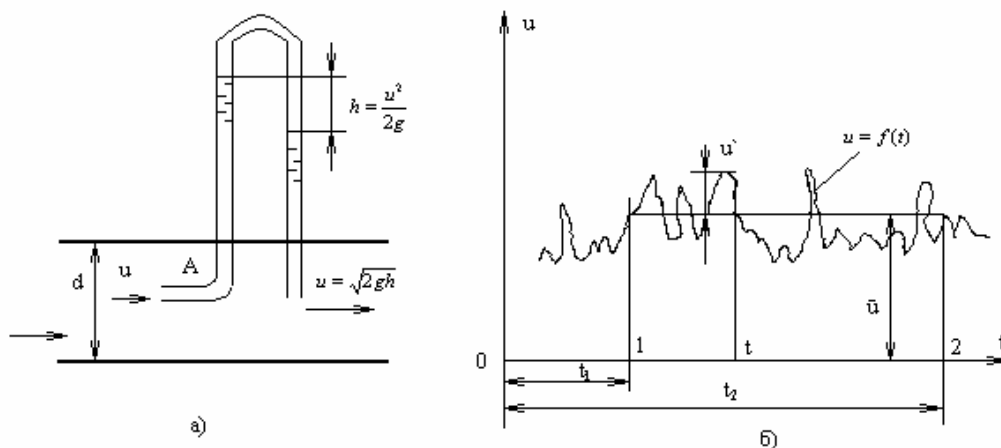 h = u²/2g
d
u
A
u = √2gh
а)
u
u`
u = f(t)
ū
0
1
t
2
t
t₁
t₂
б)